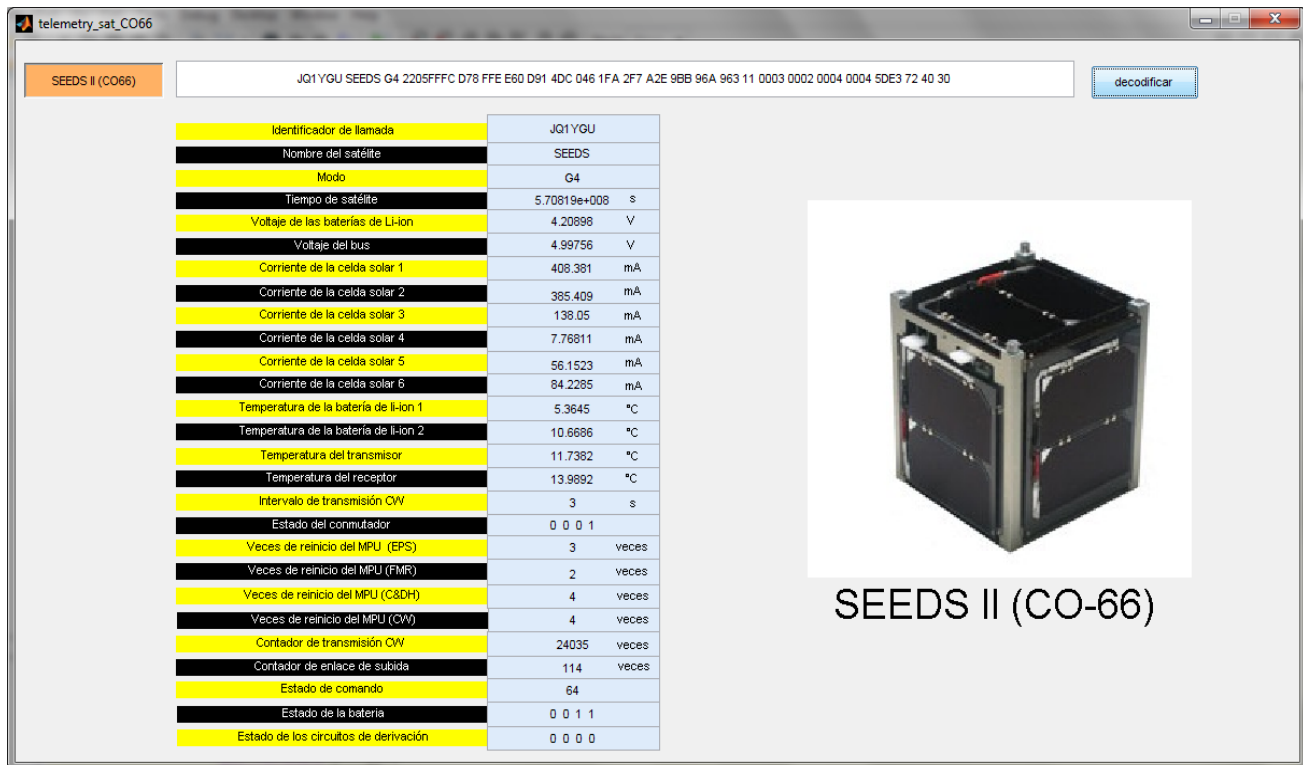 telemetry_sat_CO66
SEEDS II (CO66) JQ1YGU SEEDS G4 2205FFFC D78 FFE E60 D91 4DC 046 1FA 2F7 A2E 9BB 96A 963 11 0003 0002 0004 0004 5DE3 72 40 30 decodificar
Identificador de llamada JQ1YGU
Nombre del satélite SEEDS
Modo G4
Tiempo de satélite 5.70819e+008 s
Voltaje de las baterías de Li-ion 4.20898 V
Voltaje del bus 4.99756 V
Corriente de la celda solar 1 408.381 mA
Corriente de la celda solar 2 385.409 mA
Corriente de la celda solar 3 138.05 mA
Corriente de la celda solar 4 7.76811 mA
Corriente de la celda solar 5 56.1523 mA
Corriente de la celda solar 6 84.2285 mA
Temperatura de la batería de li-ion 1 5.3645 °C
Temperatura de la batería de li-ion 2 10.6686 °C
Temperatura del transmisor 11.7382 °C
Temperatura del receptor 13.9892 °C
Intervalo de transmisión CW 3 s
Estado del conmutador 0 0 0 1
Veces de reinicio del MPU (EPS) 3 veces
Veces de reinicio del MPU (FMR) 2 veces
Veces de reinicio del MPU (C&DH) 4 veces
Veces de reinicio del MPU (CW) 4 veces
Contador de transmisión CW 24035 veces
Contador de enlace de subida 114 veces
Estado de comando 64
Estado de la bateria 0 0 1 1
Estado de los circuitos de derivación 0 0 0 0
SEEDS II (CO-66)